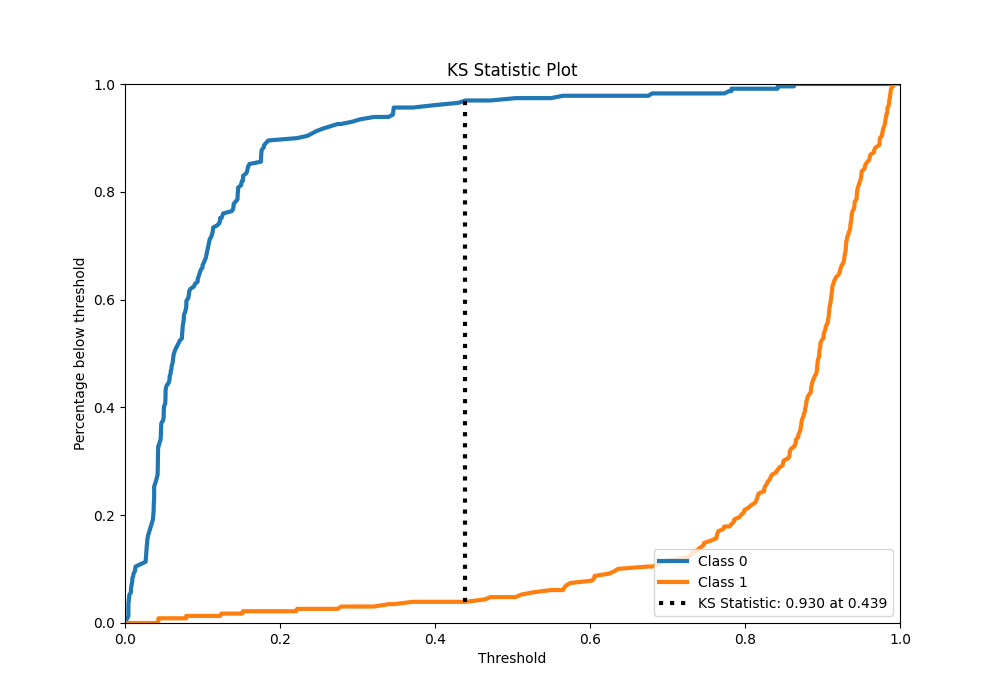 KS Statistic Plot
1.0
0.8
0.6
0.4
0.2
0.0
Percentage below threshold
0.0 0.2 0.4 0.6 0.8 1.0
Threshold
Class 0
Class 1
KS Statistic: 0.930 at 0.439